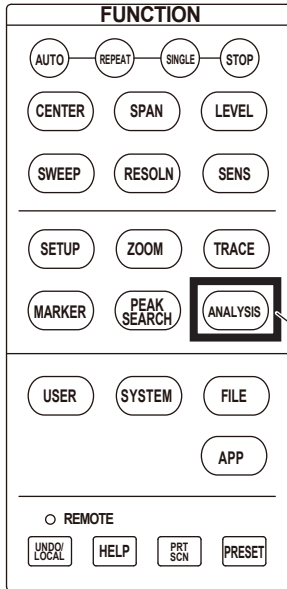 FUNCTION
AUTO REPEAT SINGLE STOP
CENTER SPAN LEVEL
SWEEP RESOLN SENS
SETUP ZOOM TRACE
MARKER PEAK SEARCH ANALYSIS
USER SYSTEM FILE
APP
REMOTE
UNDO/LOCAL HELP PRT SCN PRESET